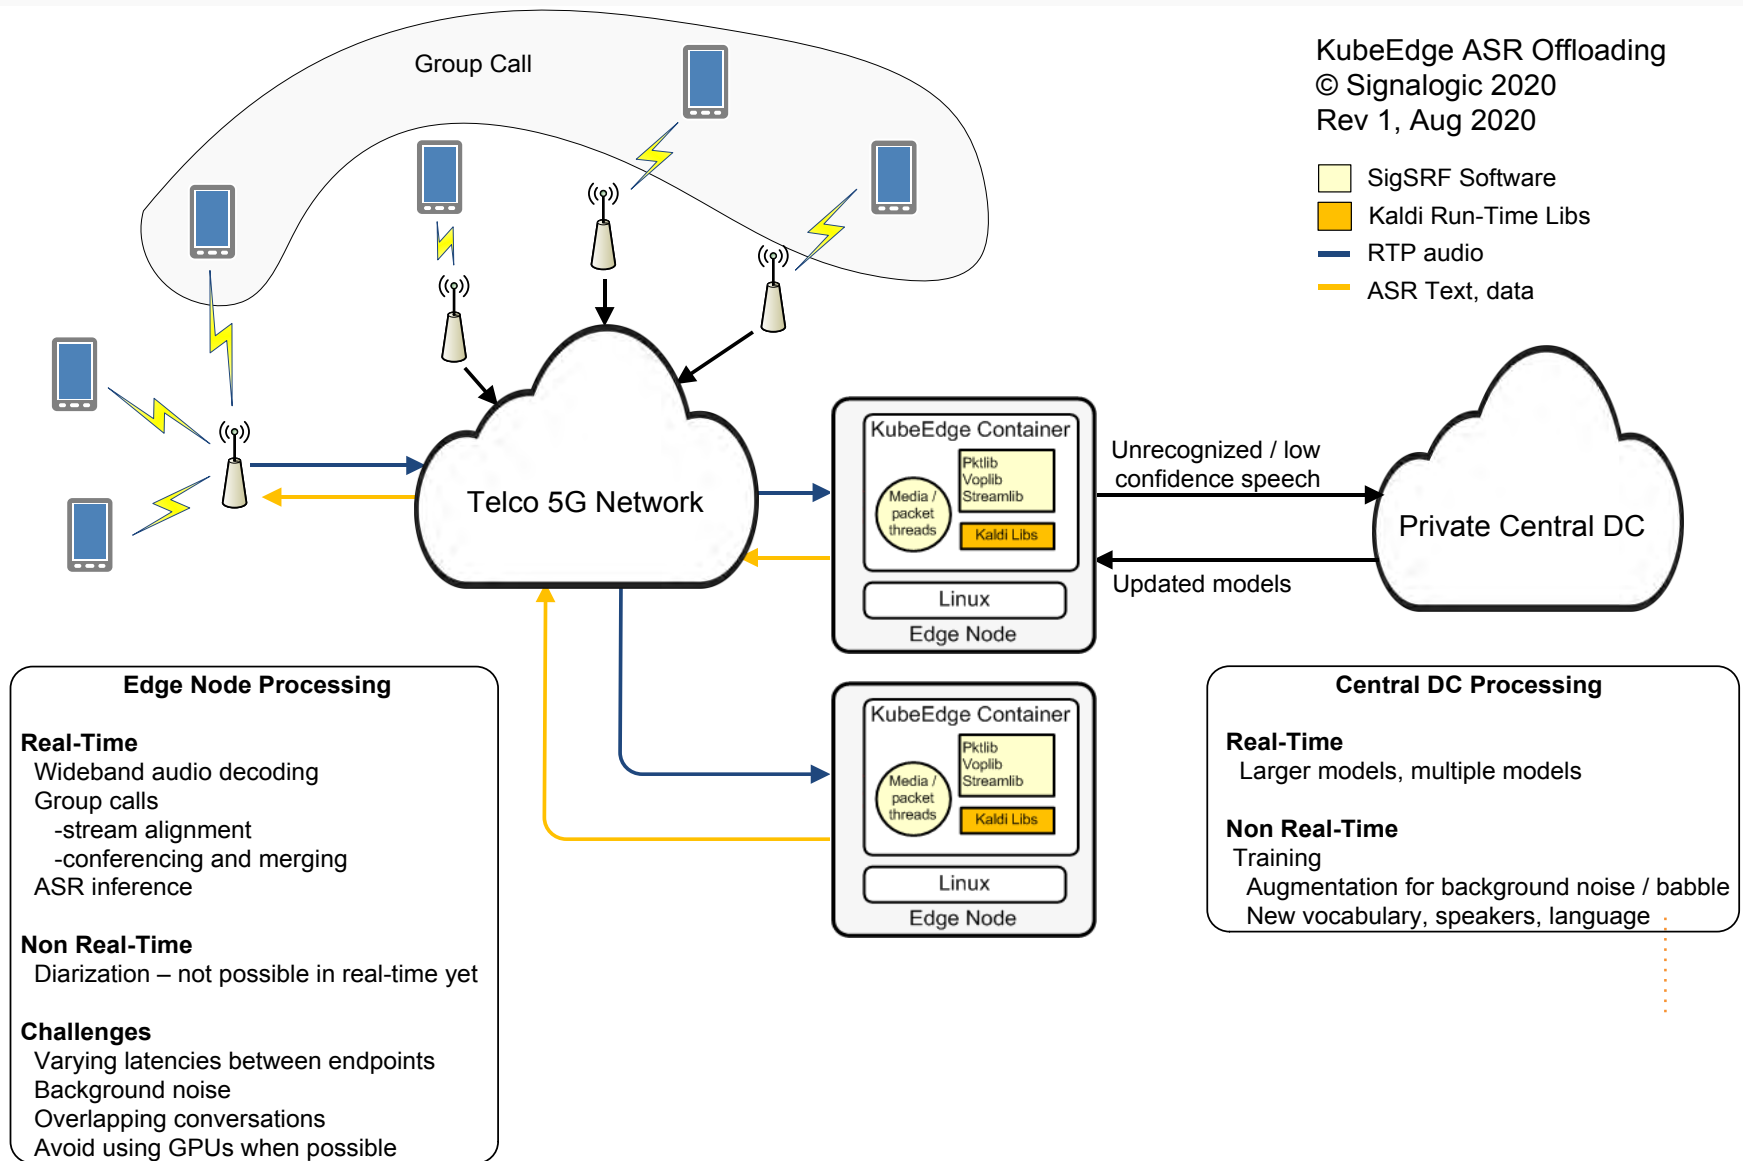 Group Call
KubeEdge ASR Offloading
© Signalogic 2020
Rev 1, Aug 2020
SigSRF Software
Kaldi Run-Time Libs
RTP audio
ASR Text, data
Telco 5G Network
KubeEdge Container
Pktlib
Voplib
Streamlib
Media /
packet
threads
Kaldi Libs
Linux
Edge Node
Unrecognized / low
confidence speech
Updated models
Private Central DC
KubeEdge Container
Pktlib
Voplib
Streamlib
Media /
packet
threads
Kaldi Libs
Linux
Edge Node
Edge Node Processing
Real-Time
Wideband audio decoding
Group calls
-stream alignment
-conferencing and merging
ASR inference
Non Real-Time
Diarization – not possible in real-time yet
Challenges
Varying latencies between endpoints
Background noise
Overlapping conversations
Avoid using GPUs when possible
Central DC Processing
Real-Time
Larger models, multiple models
Non Real-Time
Training
Augmentation for background noise / babble
New vocabulary, speakers, language